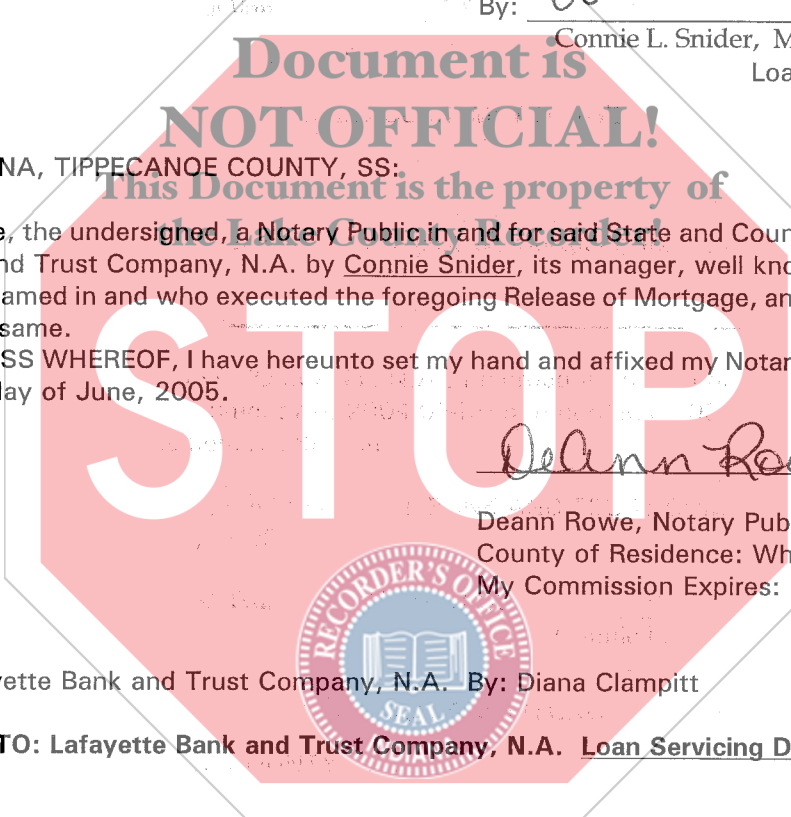 By:
Connie L. Snider, M
Loa
Document is
NOT OFFICIAL!
NA, TIPPECANOE COUNTY, SS:
This Document is the property of
the Lake County Recorder!
e, the undersigned, a Notary Public in and for said State and Coun
nd Trust Company, N.A. by Connie Snider, its manager, well kno
amed in and who executed the foregoing Release of Mortgage, an
same.
SS WHEREOF, I have hereunto set my hand and affixed my Notar
ay of June, 2005.
STOP
DeAnn Ro
Deann Rowe, Notary Pub
County of Residence: Wh
My Commission Expires:
RECORDER'S OFFICE
SEAL
INDIANA
yette Bank and Trust Company, N.A. By: Diana Clampitt
TO: Lafayette Bank and Trust Company, N.A. Loan Servicing D